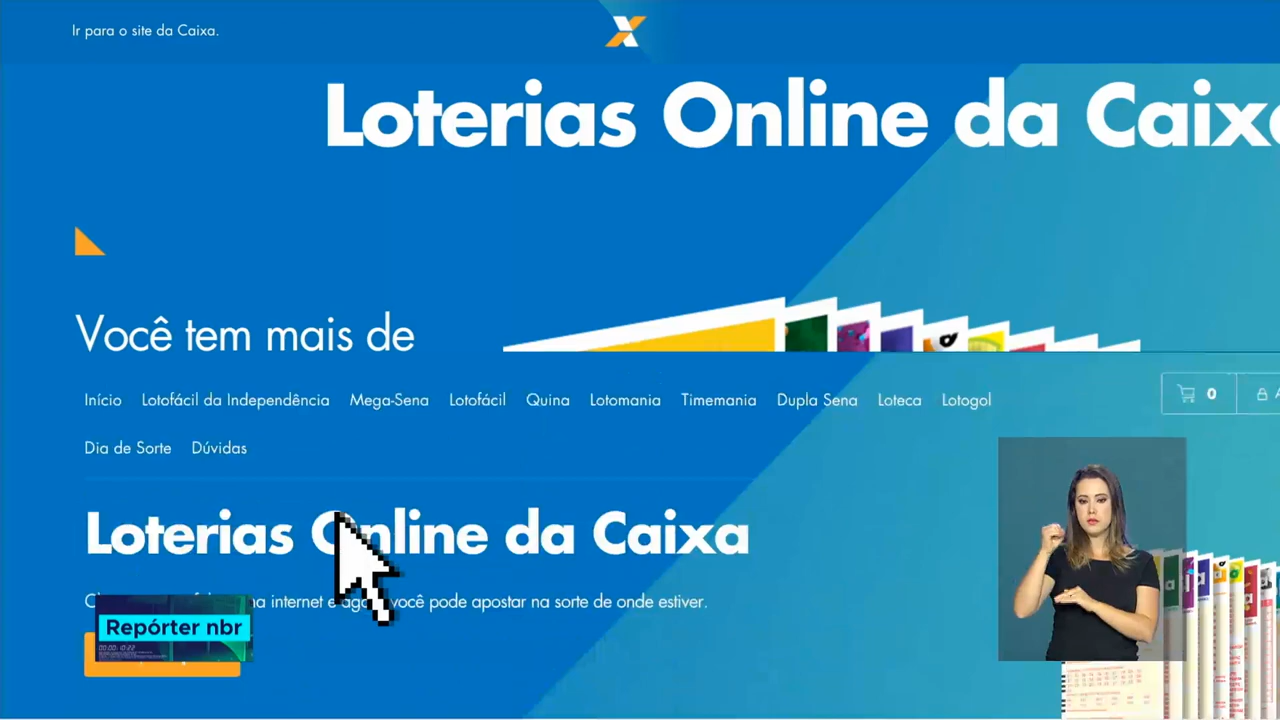 Ir para o site da Caixa.
Loterias Online da Caixa
Você tem mais de
Início Lotofácil da Independência Mega-Sena Lotofácil Quina Lotomania Timemania Dupla Sena Loteca Lotogol
0
Dia de Sorte Dúvidas
Loterias Online da Caixa
na internet e agora você pode apostar na sorte de onde estiver.
Repórter nbr